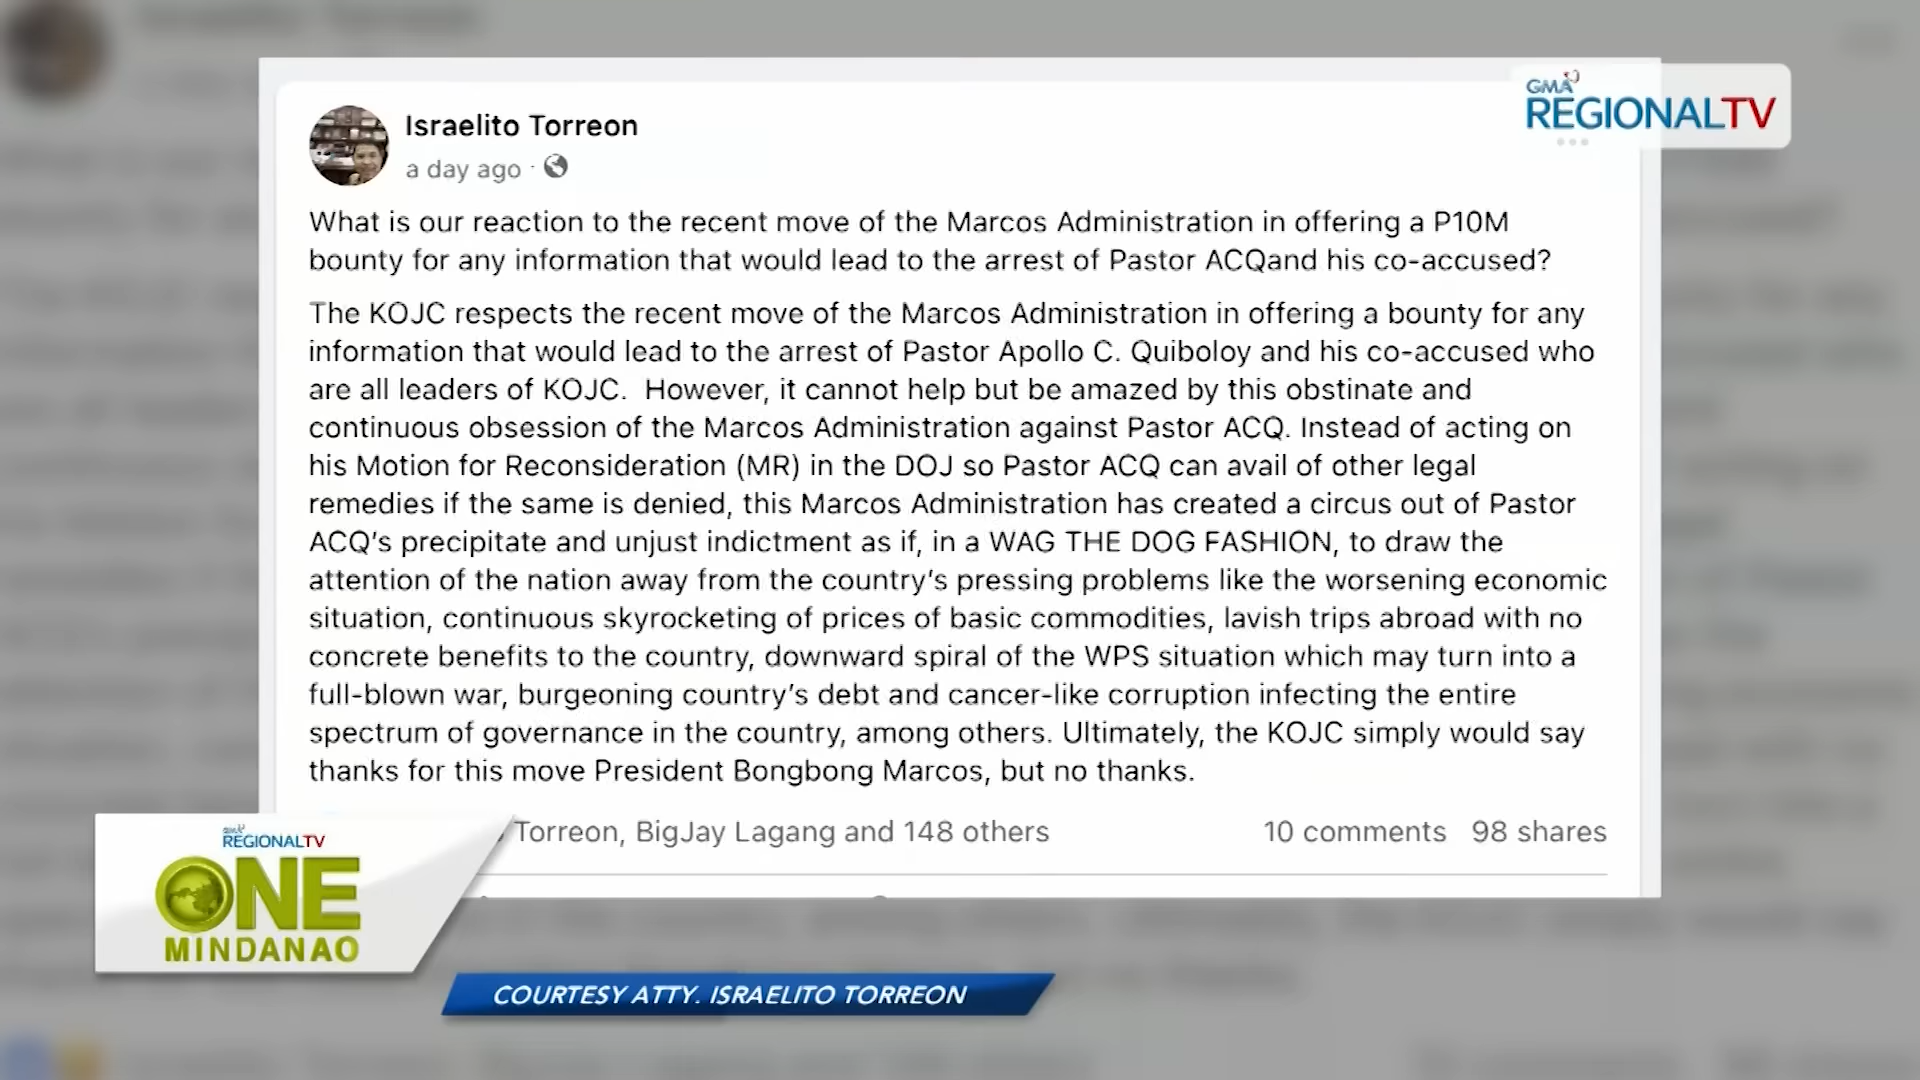 GMA
REGIONALTV
Israelito Torreon
a day ago ·
What is our reaction to the recent move of the Marcos Administration in offering a P10M
bounty for any information that would lead to the arrest of Pastor ACQand his co-accused?
The KOJC respects the recent move of the Marcos Administration in offering a bounty for any
information that would lead to the arrest of Pastor Apollo C. Quiboloy and his co-accused who
are all leaders of KOJC.  However, it cannot help but be amazed by this obstinate and
continuous obsession of the Marcos Administration against Pastor ACQ. Instead of acting on
his Motion for Reconsideration (MR) in the DOJ so Pastor ACQ can avail of other legal
remedies if the same is denied, this Marcos Administration has created a circus out of Pastor
ACQ's precipitate and unjust indictment as if, in a WAG THE DOG FASHION, to draw the
attention of the nation away from the country's pressing problems like the worsening economic
situation, continuous skyrocketing of prices of basic commodities, lavish trips abroad with no
concrete benefits to the country, downward spiral of the WPS situation which may turn into a
full-blown war, burgeoning country's debt and cancer-like corruption infecting the entire
spectrum of governance in the country, among others. Ultimately, the KOJC simply would say
thanks for this move President Bongbong Marcos, but no thanks.
Torreon, BigJay Lagang and 148 others
10 comments 98 shares
GMA
REGIONALTV
ONE
MINDANAO
COURTESY ATTY. ISRAELITO TORREON